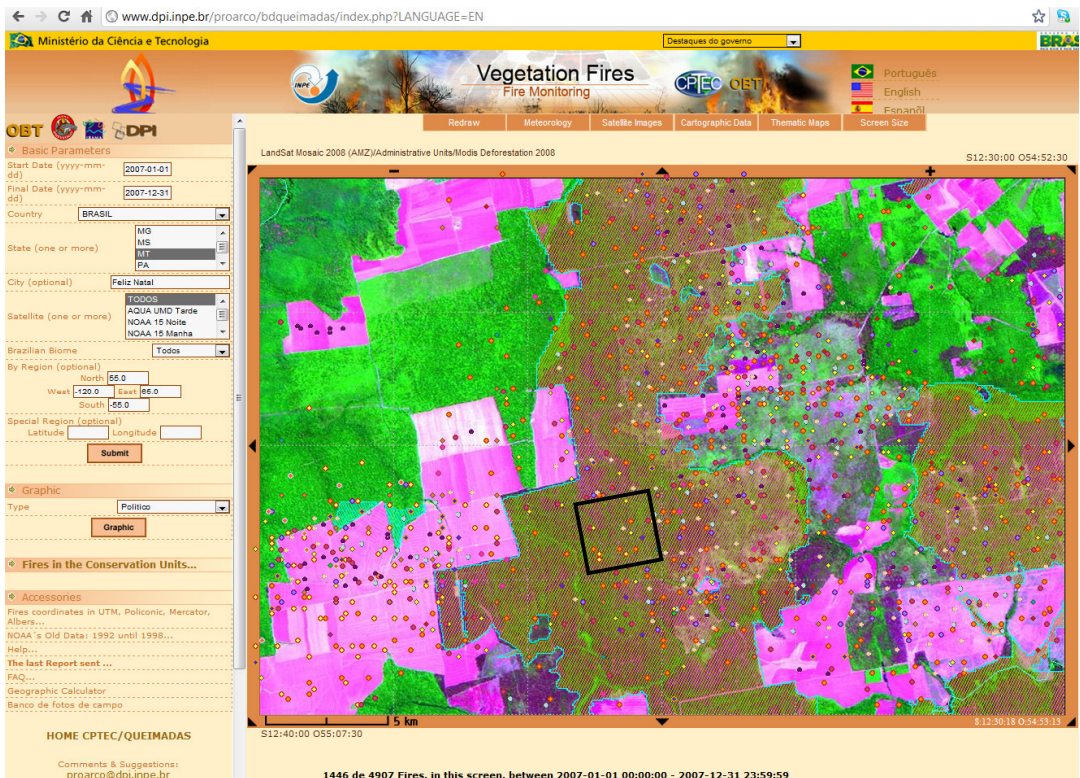 www.dpi.inpe.br/proarco/bdqueimadas/index.php?LANGUAGE=EN
Ministério da Ciência e Tecnologia
Destaques do governo
INPE
Vegetation Fires
Fire Monitoring
CPTEC OBT
Português
English
Espanõl
OBT DPI
Redraw
Meteorology
Satellite Images
Cartographic Data
Thematic Maps
Screen Size
Basic Parameters
Start Date (yyyy-mm-
dd)
2007-01-01
Final Date (yyyy-mm-
dd)
2007-12-31
Country
BRASIL
State (one or more)
MG
MS
MT
PA
City (optional)
Feliz Natal
Satellite (one or more)
TODOS
AQUA UMD Tarde
NOAA 15 Noite
NOAA 15 Manha
Brazilian Biome
Todos
By Region (optional)
North 55.0
West -120.0 East 65.0
South -55.0
Special Region (optional)
Latitude Longitude
Submit
Graphic
Type
Politico
Graphic
Fires in the Conservation Units...
Accessories
Fires coordinates in UTM, Policonic, Mercator,
Albers...
NOAA`s Old Data: 1992 until 1998...
Help...
The last Report sent ...
FAQ...
Geographic Calculator
Banco de fotos de campo
HOME CPTEC/QUEIMADAS
Comments & Suggestions:
proarco@dpi.inpe.br
LandSat Mosaic 2008 (AMZ)/Administrative Units/Modis Deforestation 2008
S12:30:00 O54:52:30
5 km
S:12:30:18 O:54:53:13
S12:40:00 O55:07:30
1446 de 4907 Fires, in this screen, between 2007-01-01 00:00:00 - 2007-12-31 23:59:59